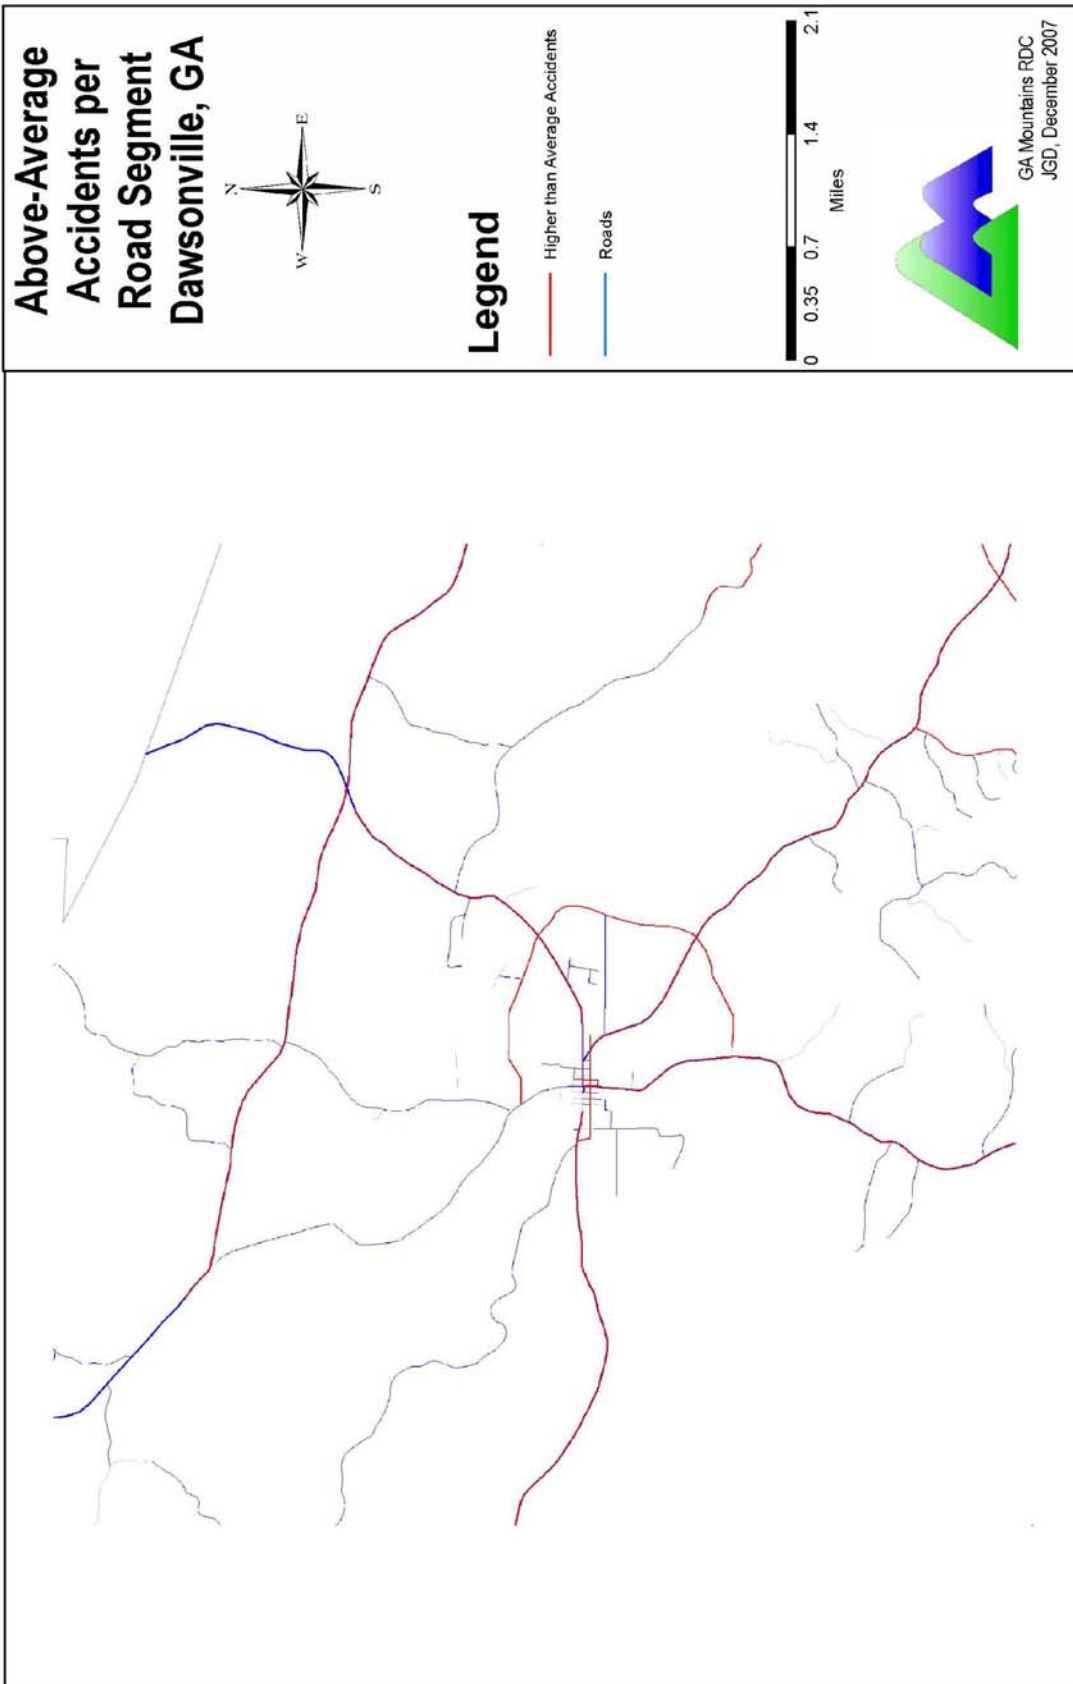 Above-Average
Accidents per
Road Segment
Dawsonville, GA
N
W
E
S
Legend
Higher than Average Accidents
Roads
0 0.35 0.7 1.4 2.1
Miles
GA Mountains RDC
JGD, December 2007